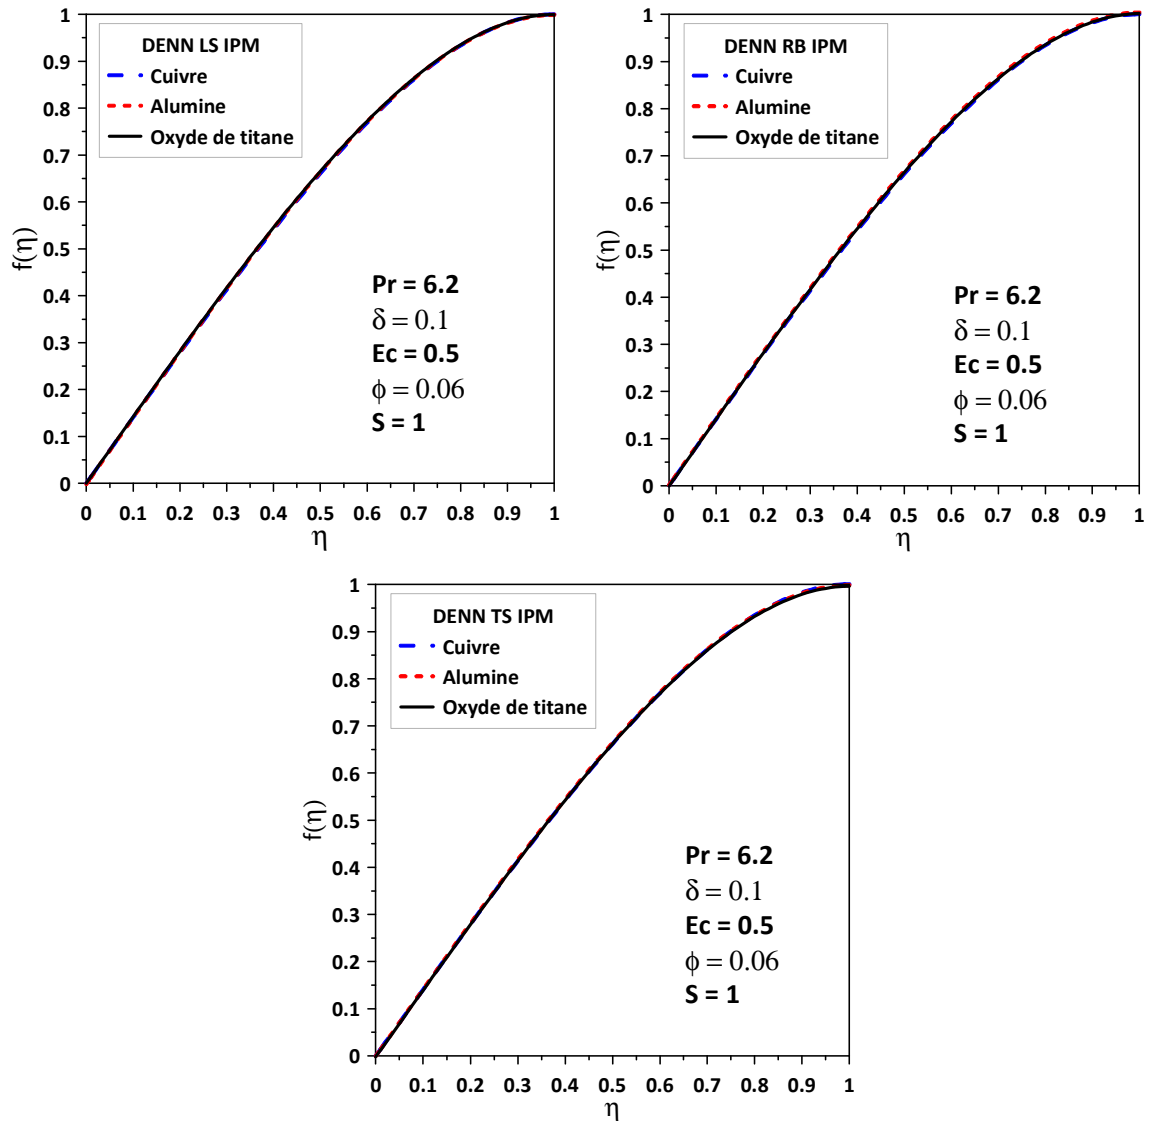 DENN LS IPM
Cuivre
Alumine
Oxyde de titane
f(η)
1
0.9
0.8
0.7
0.6
0.5
0.4
0.3
0.2
0.1
0
Pr = 6.2
δ = 0.1
Ec = 0.5
ϕ = 0.06
S = 1
0 0.1 0.2 0.3 0.4 0.5 0.6 0.7 0.8 0.9 1
η
DENN RB IPM
Cuivre
Alumine
Oxyde de titane
f(η)
1
0.9
0.8
0.7
0.6
0.5
0.4
0.3
0.2
0.1
0
Pr = 6.2
δ = 0.1
Ec = 0.5
ϕ = 0.06
S = 1
0 0.1 0.2 0.3 0.4 0.5 0.6 0.7 0.8 0.9 1
η
DENN TS IPM
Cuivre
Alumine
Oxyde de titane
f(η)
1
0.9
0.8
0.7
0.6
0.5
0.4
0.3
0.2
0.1
0
Pr = 6.2
δ = 0.1
Ec = 0.5
ϕ = 0.06
S = 1
0 0.1 0.2 0.3 0.4 0.5 0.6 0.7 0.8 0.9 1
η